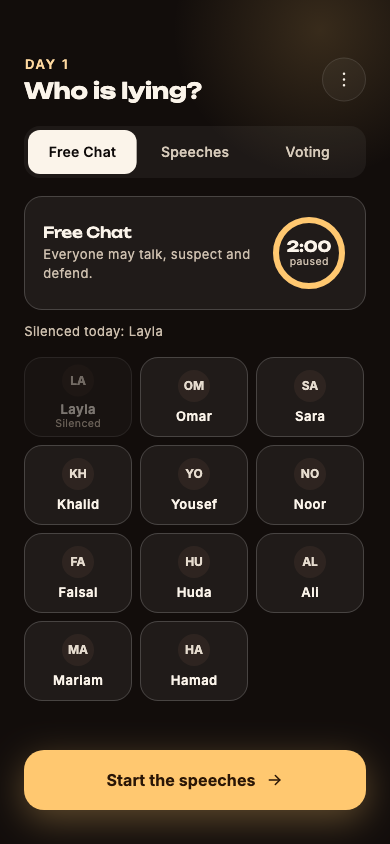 DAY 1
Who is lying?
Free Chat
Speeches
Voting
Free Chat
Everyone may talk, suspect and
defend.
2:00
paused
Silenced today: Layla
LA
Layla
Silenced
OM
Omar
SA
Sara
KH
Khalid
YO
Yousef
NO
Noor
FA
Faisal
HU
Huda
AL
Ali
MA
Mariam
HA
Hamad
Start the speeches →